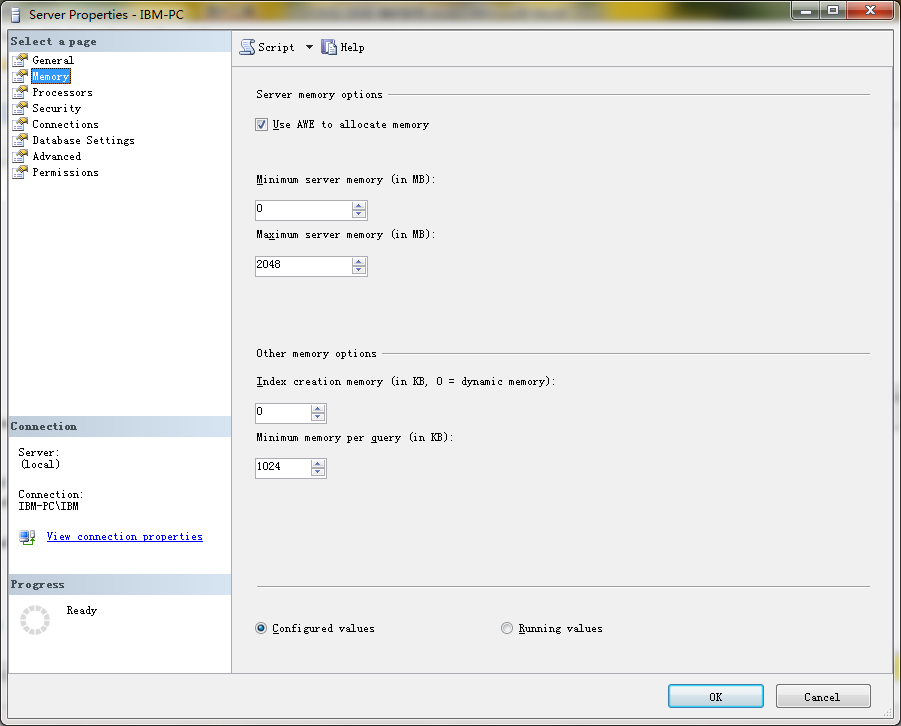 Server Properties - IBM-PC
Select a page
General
Memory
Processors
Security
Connections
Database Settings
Advanced
Permissions
Script
Help
Server memory options
Use AWE to allocate memory
Minimum server memory (in MB):
0
Maximum server memory (in MB):
2048
Other memory options
Index creation memory (in KB, 0 = dynamic memory):
0
Minimum memory per query (in KB):
1024
Connection
Server:
(local)
Connection:
IBM-PC\IBM
View connection properties
Progress
Ready
Configured values
Running values
OK
Cancel